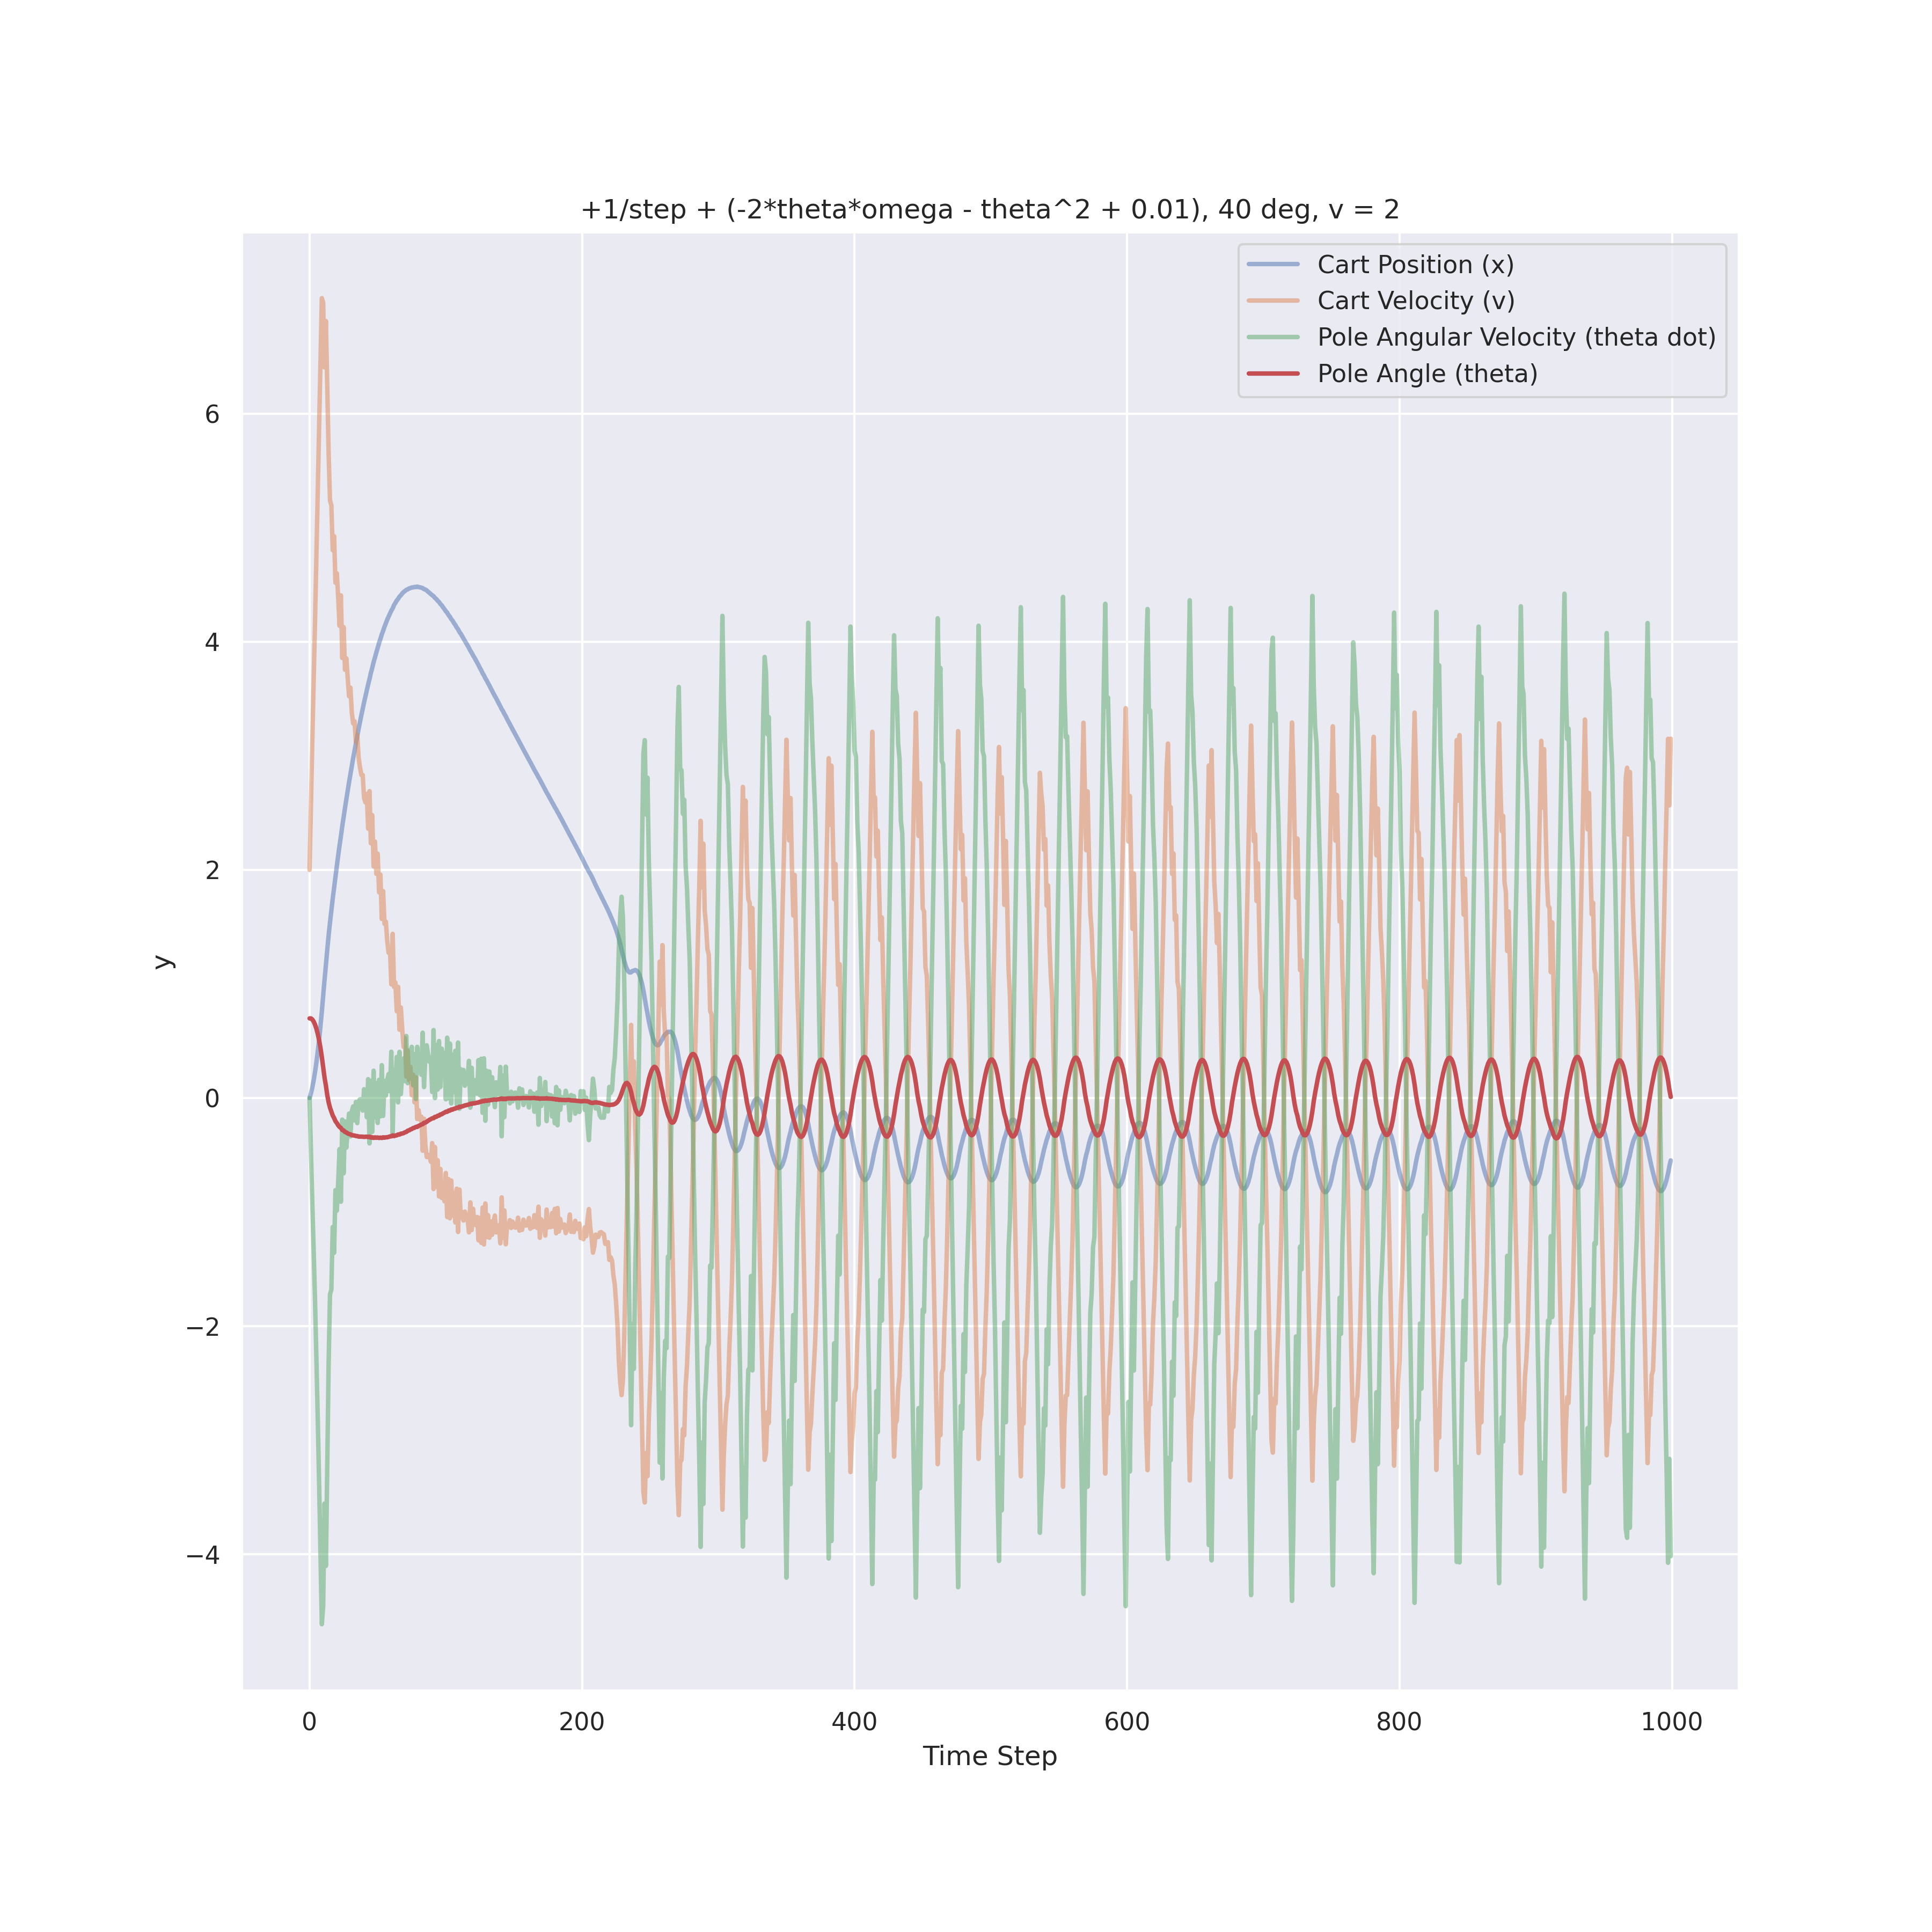 +1/step + (-2*theta*omega - theta^2 + 0.01), 40 deg, v = 2
Cart Position (x)
Cart Velocity (v)
Pole Angular Velocity (theta dot)
Pole Angle (theta)
6
4
2
0
−2
−4
y
0 200 400 600 800 1000
Time Step